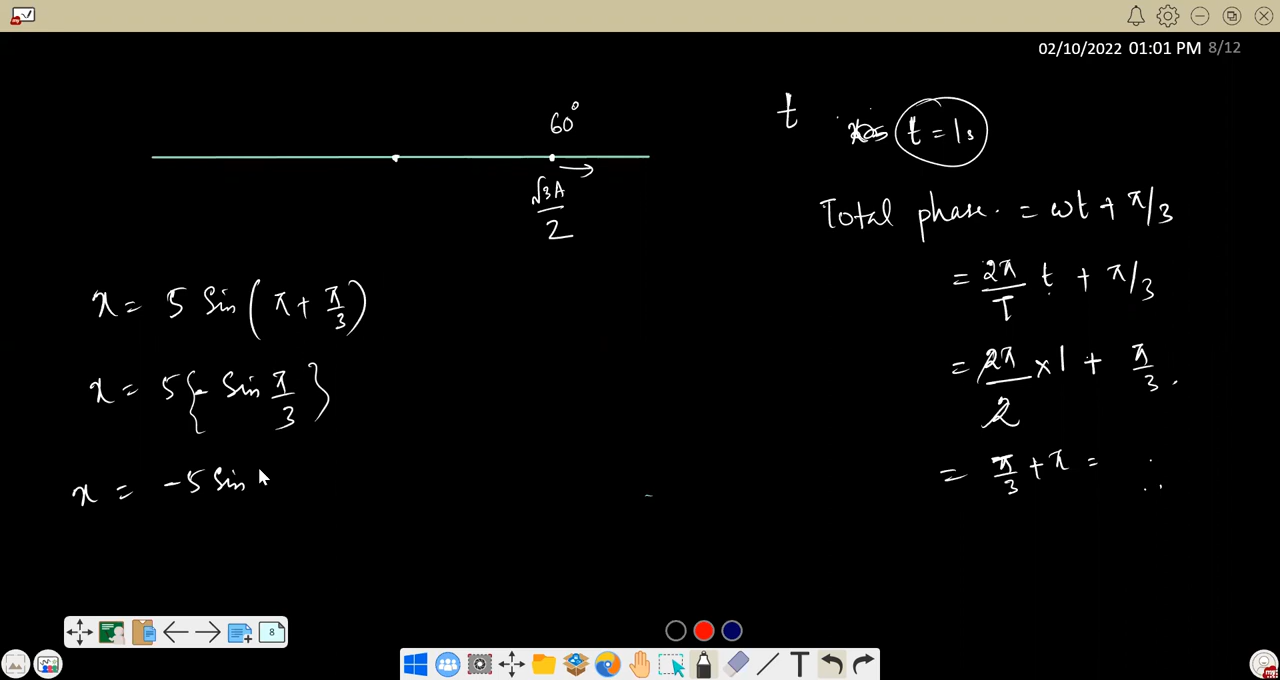 02/10/2022 01:01 PM 8/12
60°
√3A/2
x = 5 Sin (π + π/3)
x = 5{- Sin π/3}
x = -5 Sin
t
t = 1s
Total phase. = ωt + π/3
= 2π/T t + π/3
= 2π/2 × 1 + π/3.
= π/3 + π =
8
T